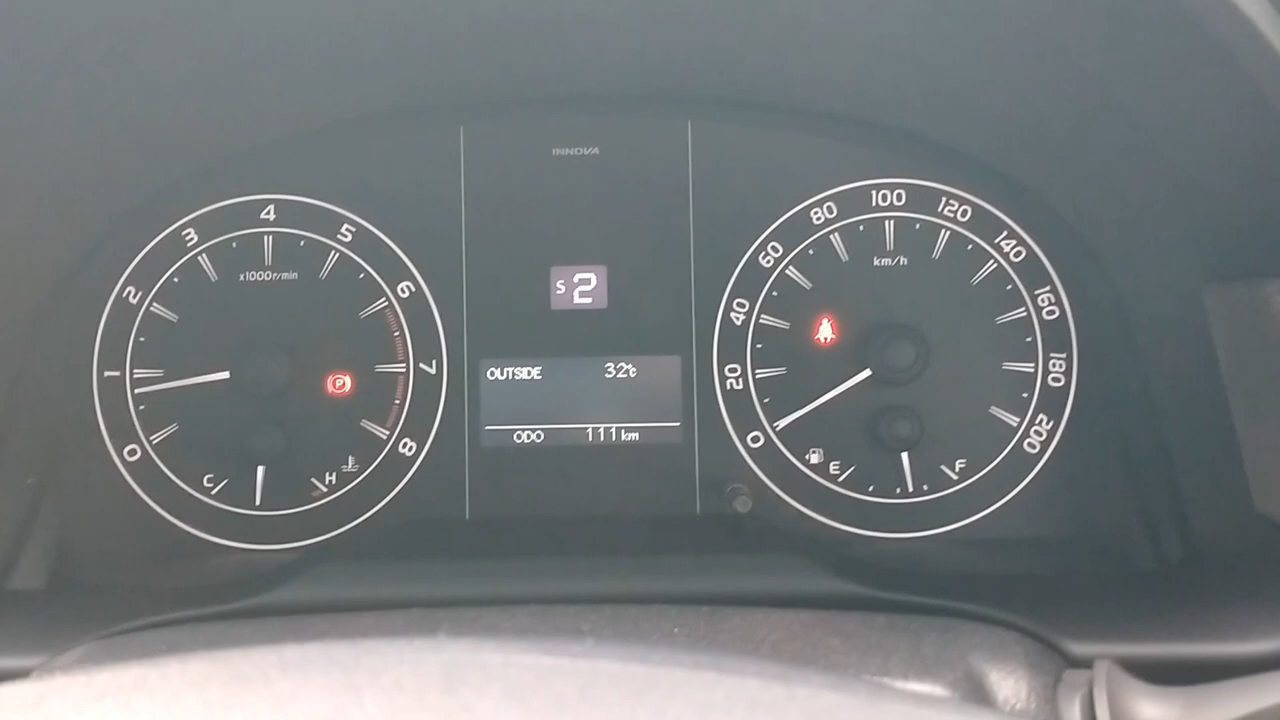 INNOVA
0 1 2 3 4 5 6 7 8
x1000r/min
P
C H
S 2
OUTSIDE 32℃
ODO 111 km
0 20 40 60 80 100 120 140 160 180 200
km/h
E F